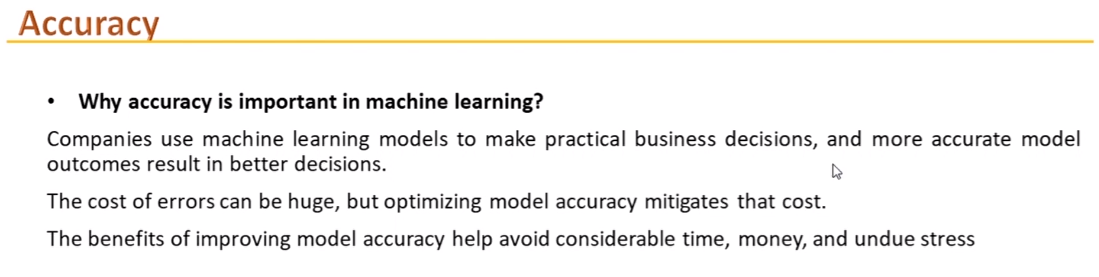 Accuracy
• Why accuracy is important in machine learning?
Companies use machine learning models to make practical business decisions, and more accurate model
outcomes result in better decisions.
The cost of errors can be huge, but optimizing model accuracy mitigates that cost.
The benefits of improving model accuracy help avoid considerable time, money, and undue stress